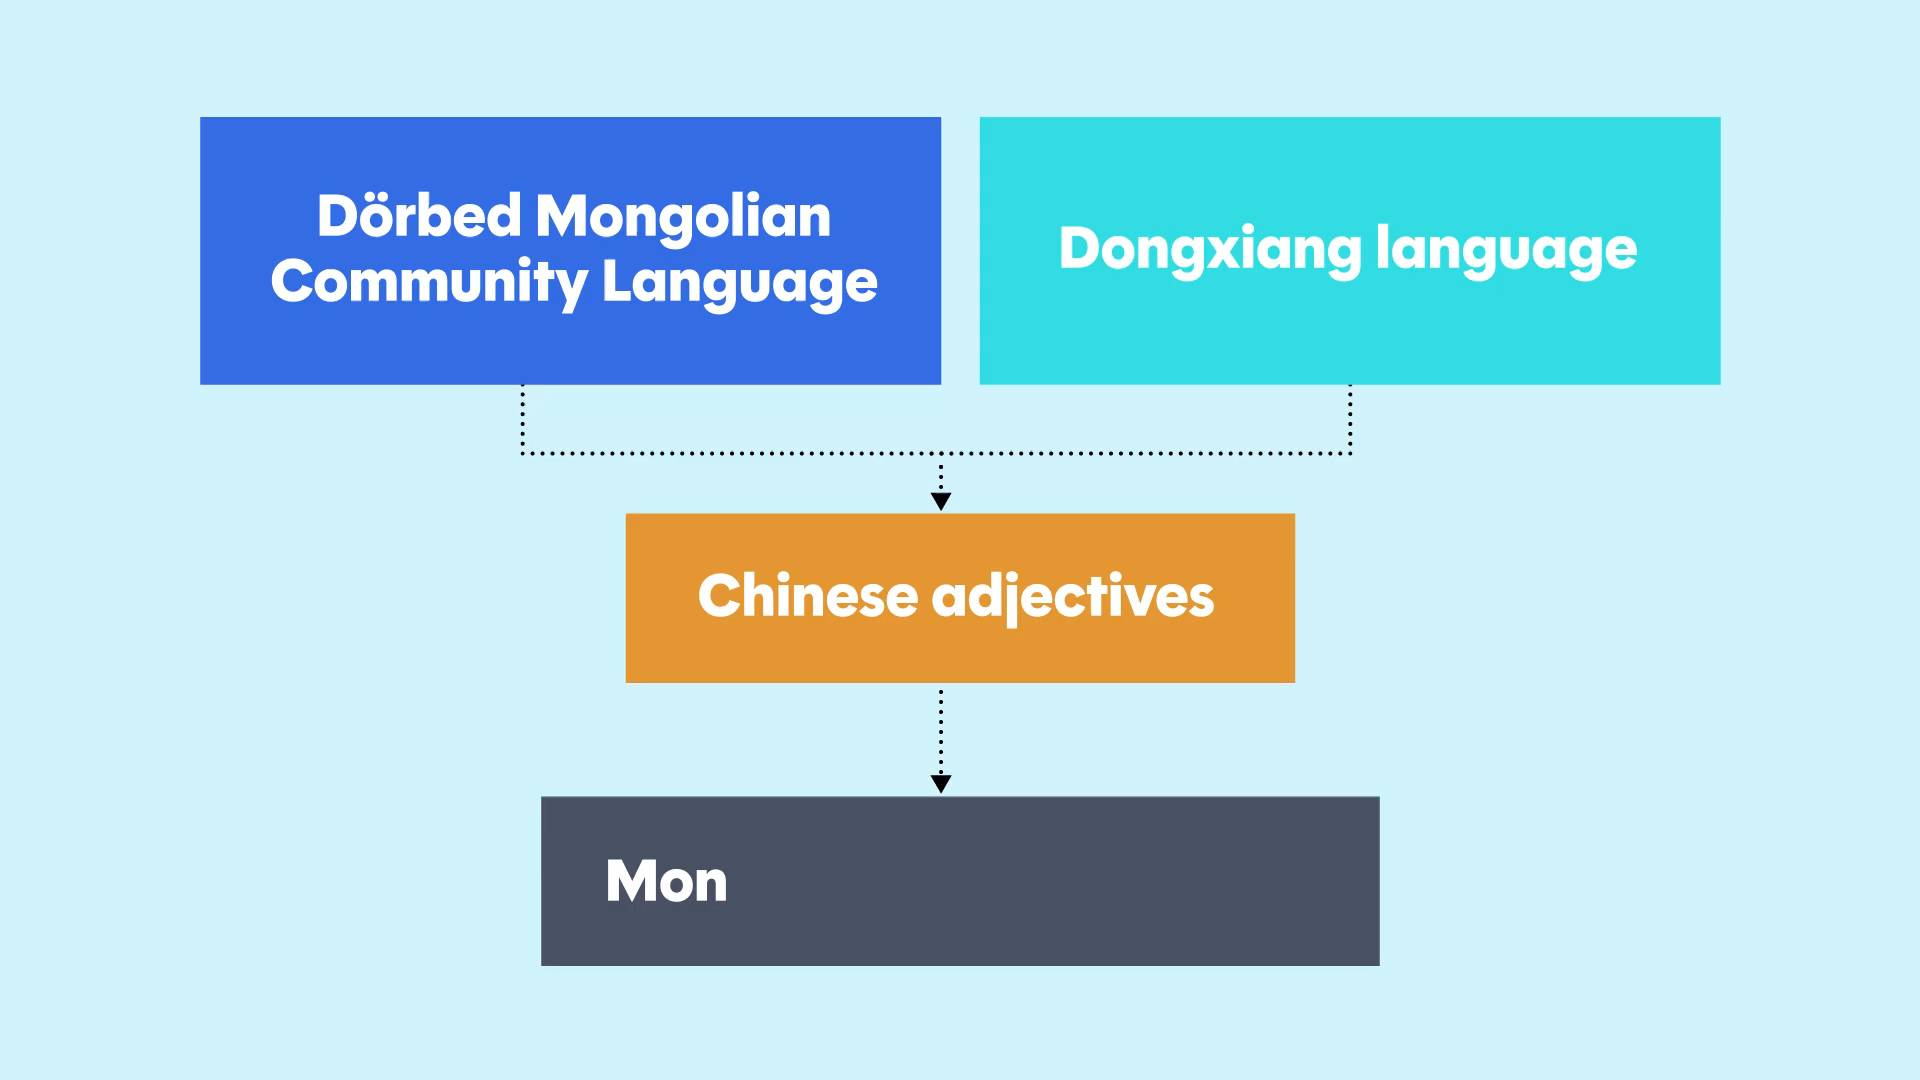 Dörbed Mongolian
Community Language
Dongxiang language
Chinese adjectives
Mon